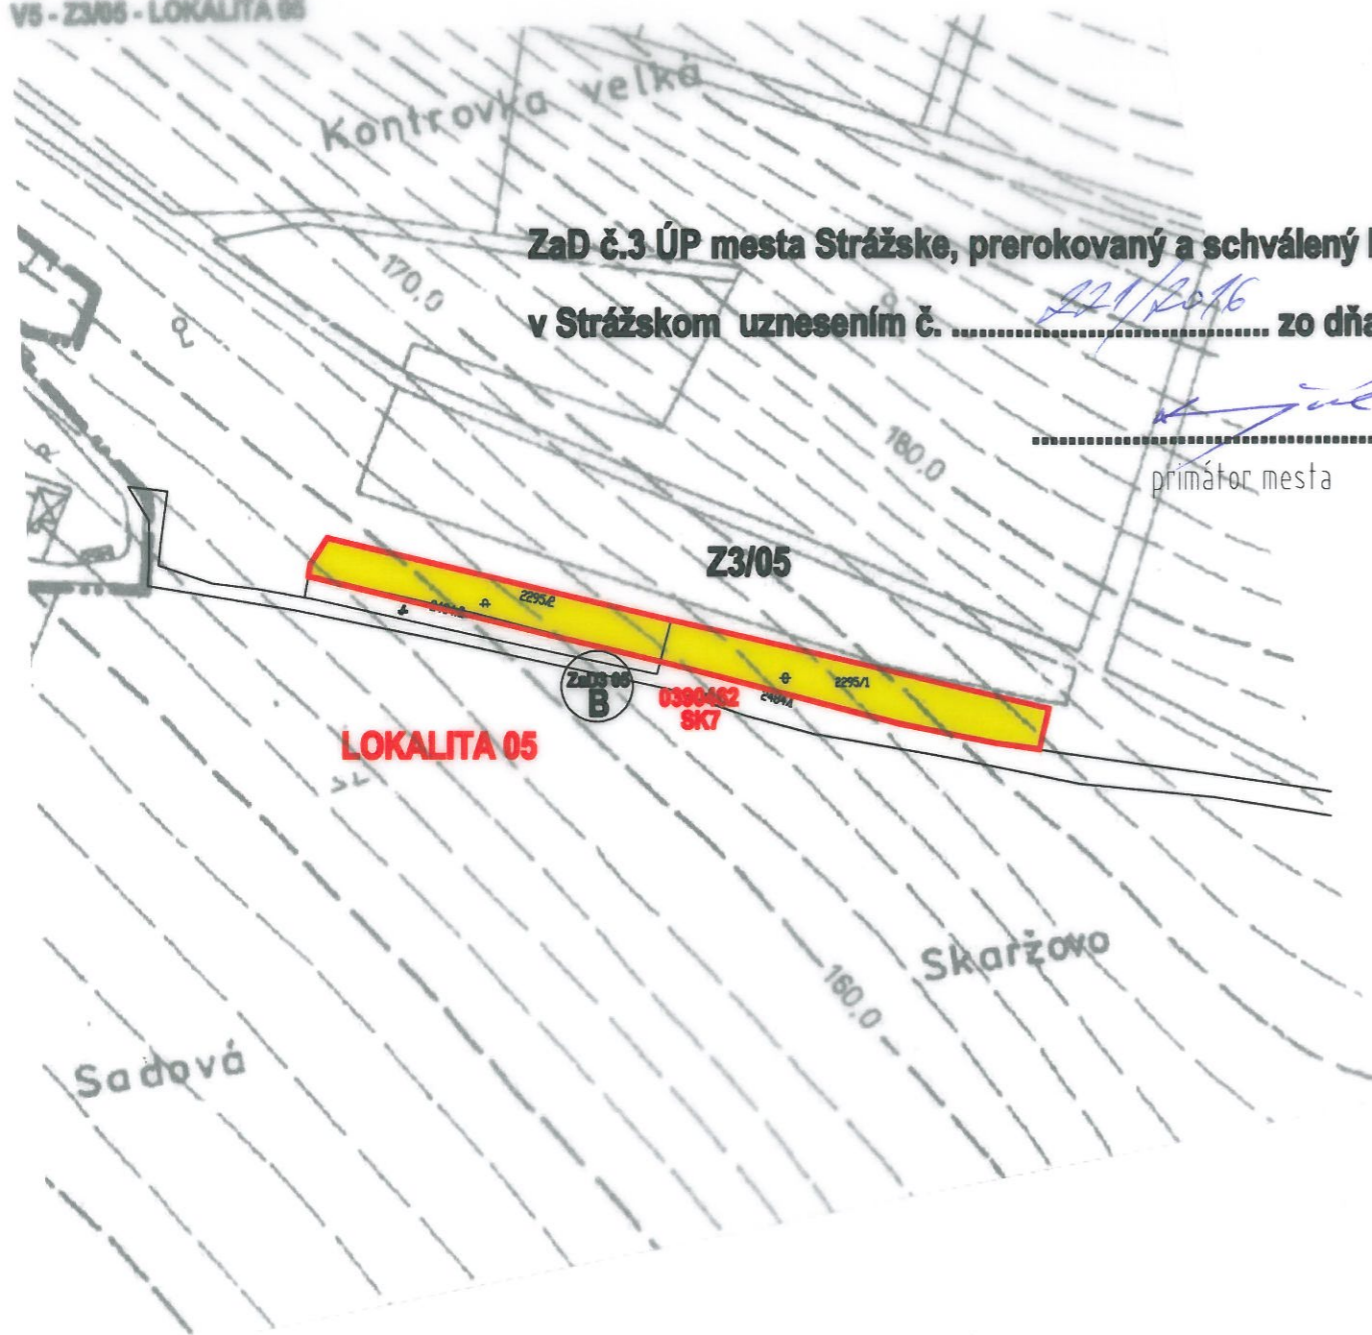 V5 - Z3/05 - LOKALITA 05
Kontrovka velká
ZaD č.3 ÚP mesta Strážske, prerokovaný a schválený
170.0
v Strážskom uznesením č. 221/2016 zo dňa
180.0
primátor mesta
Z3/05
2295/2
ZaD3 05
B
2295/1
0390462
SK7
LOKALITA 05
Skaržovo
160.0
Sadová